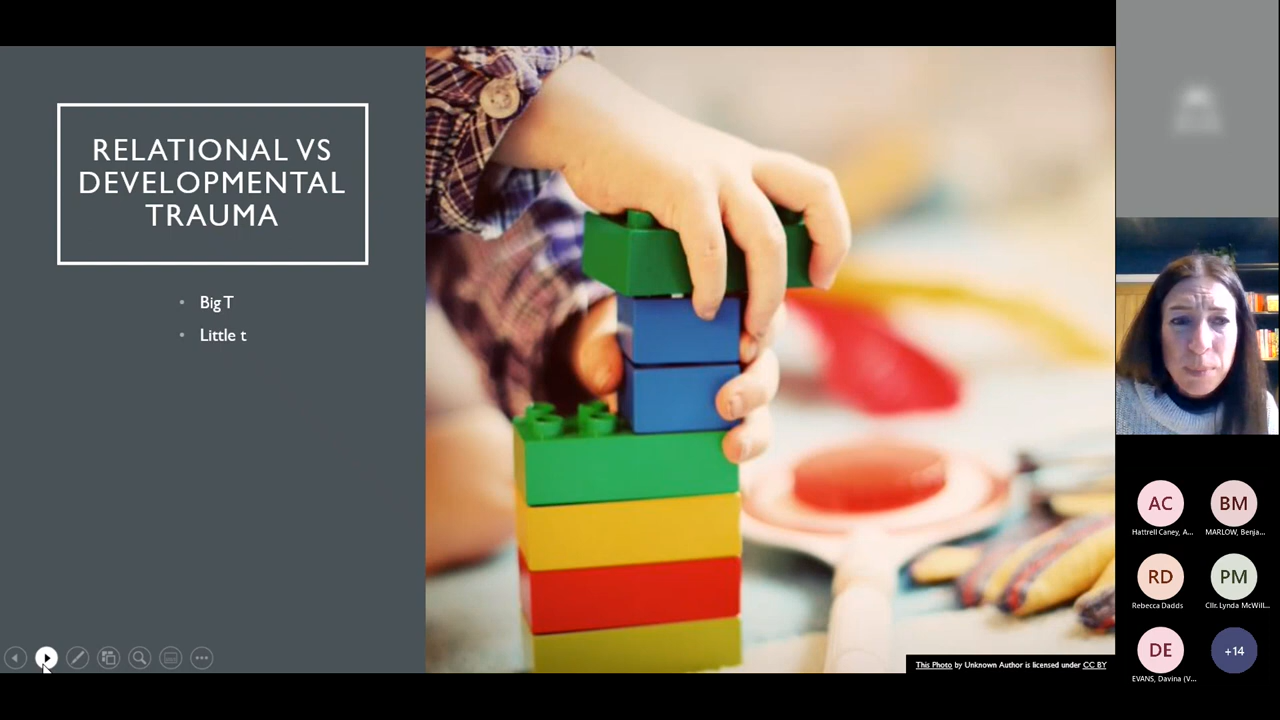 RELATIONAL VS
DEVELOPMENTAL
TRAUMA
• Big T
• Little t
This Photo by Unknown Author is licensed under CC BY
AC
BM
Hattrell Caney, A...
MARLOW, Benja...
RD
PM
Rebecca Dadds
Cllr. Lynda McWill...
DE
+14
EVANS, Davina (V...